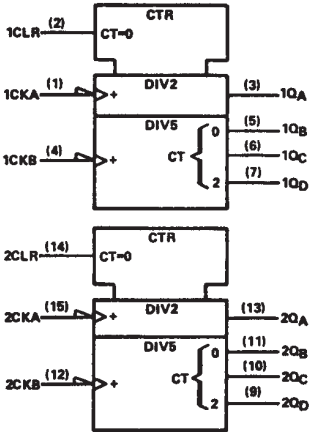 CTR
1CLR (2) CT=0
DIV2
1CKA (1) + (3) 1QA
DIV5
1CKB (4) + CT 0 (5) 1QB
(6) 1QC
2 (7) 1QD
CTR
2CLR (14) CT=0
DIV2
2CKA (15) + (13) 2QA
DIV5
2CKB (12) + CT 0 (11) 2QB
(10) 2QC
2 (9) 2QD